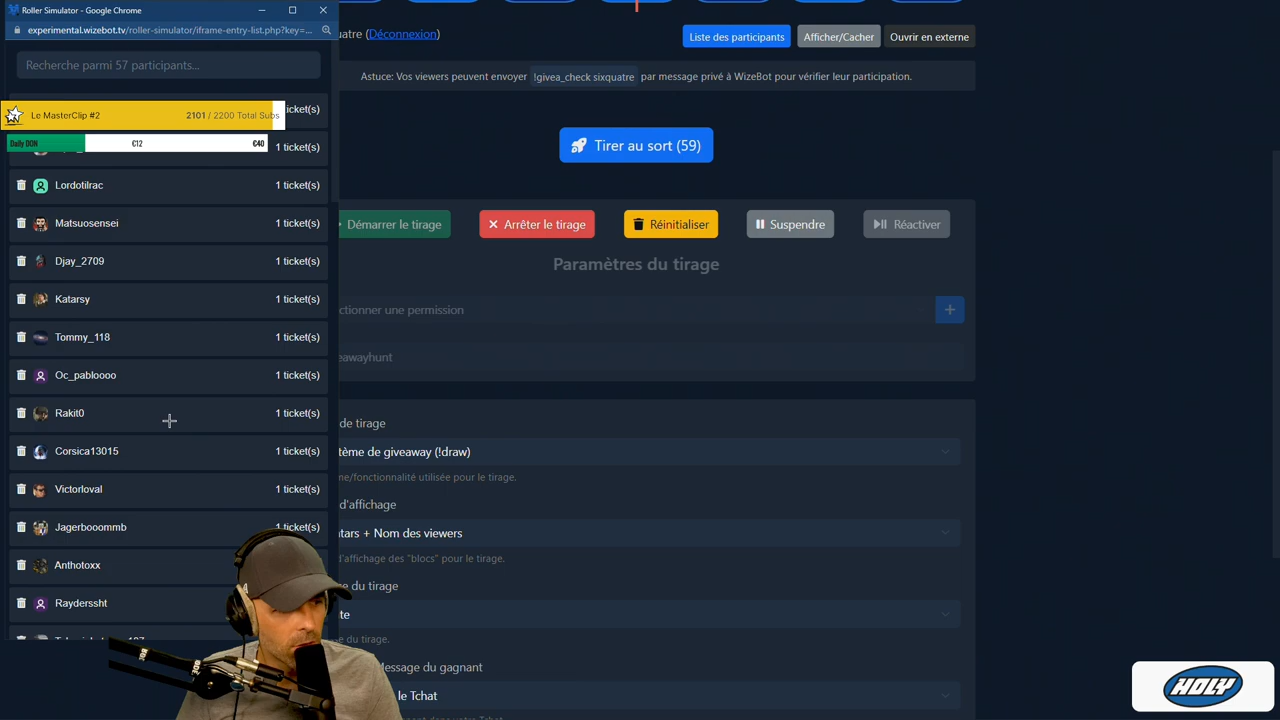 Roller Simulator - Google Chrome
experimental.wizebot.tv/roller-simulator/iframe-entry-list.php?key=...
Recherche parmi 57 participants...
ticket(s)
Le MasterClip #2
2101 / 2200 Total Subs
Daily DON
€12
€40
1 ticket(s)
Lordotilrac
1 ticket(s)
Matsuosensei
1 ticket(s)
Djay_2709
1 ticket(s)
Katarsy
1 ticket(s)
Tommy_118
1 ticket(s)
Oc_pabloooo
1 ticket(s)
Rakit0
1 ticket(s)
Corsica13015
1 ticket(s)
Victorloval
1 ticket(s)
Jagerbooommb
1 ticket(s)
Antholoxx
Rayderssht
uatre (Déconnexion)
Liste des participants
Afficher/Cacher
Ouvrir en externe
Astuce: Vos viewers peuvent envoyer !givea_check sixquatre par message privé à WizeBot pour vérifier leur participation.
Tirer au sort (59)
Démarrer le tirage
Arrêter le tirage
Réinitialiser
Suspendre
Réactiver
Paramètres du tirage
ctionner une permission
eawayhunt
de tirage
tème de giveaway (!draw)
me/fonctionnalité utilisée pour le tirage.
d'affichage
tars + Nom des viewers
d'affichage des "blocs" pour le tirage.
e du tirage
te
se du tirage.
Message du gagnant
le Tchat
HOLY